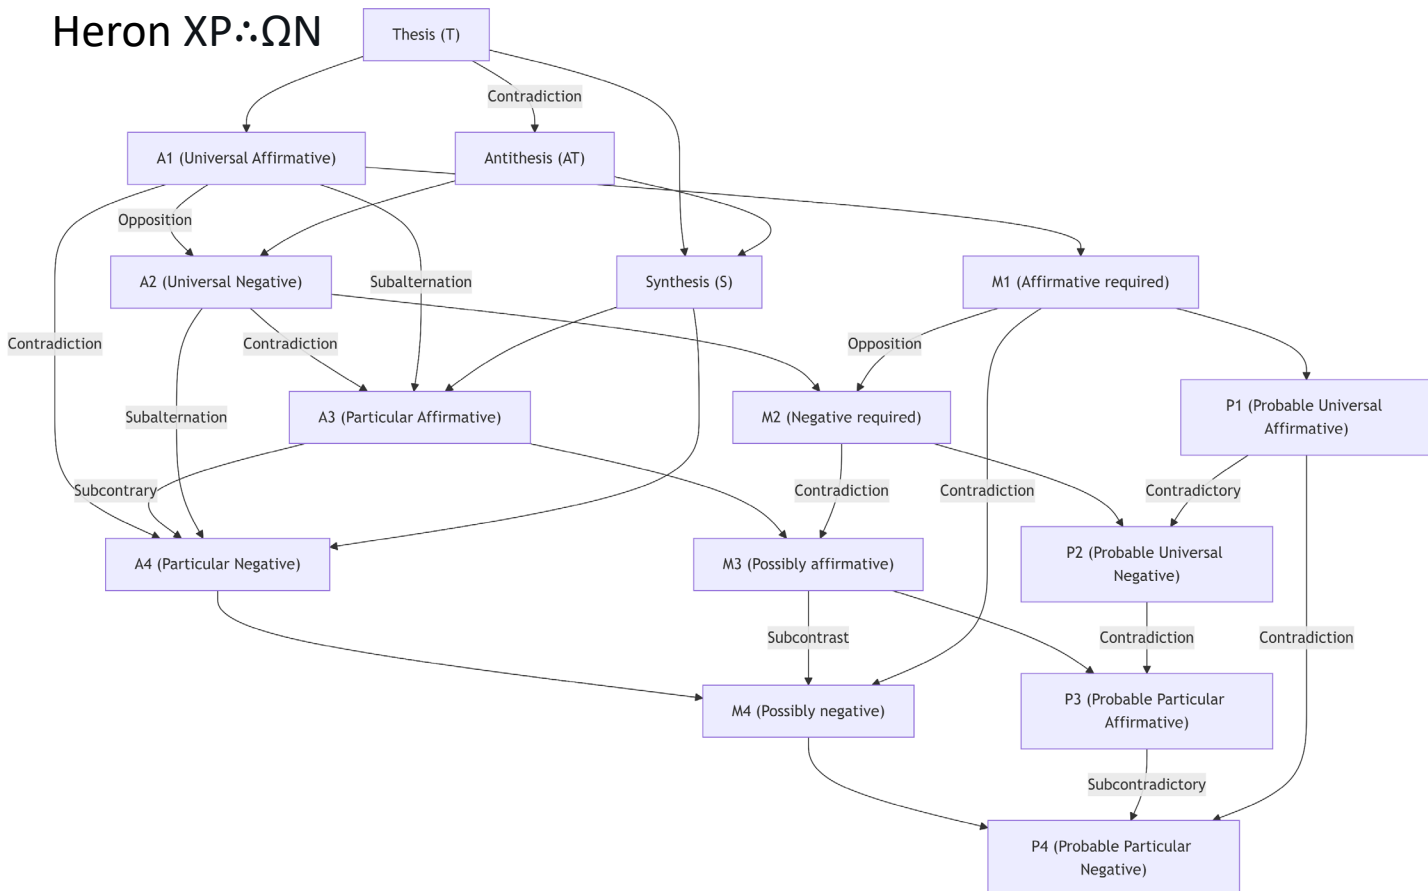 Heron ΧΡ∴ΩΝ
Thesis (T)
Contradiction
A1 (Universal Affirmative)
Antithesis (AT)
Opposition
A2 (Universal Negative)
Subalternation
Synthesis (S)
M1 (Affirmative required)
Contradiction
Contradiction
Opposition
Subalternation
A3 (Particular Affirmative)
M2 (Negative required)
P1 (Probable Universal
Affirmative)
Subcontrary
Contradiction
Contradiction
Contradictory
A4 (Particular Negative)
M3 (Possibly affirmative)
P2 (Probable Universal
Negative)
Subcontrast
Contradiction
Contradiction
M4 (Possibly negative)
P3 (Probable Particular
Affirmative)
Subcontradictory
P4 (Probable Particular
Negative)